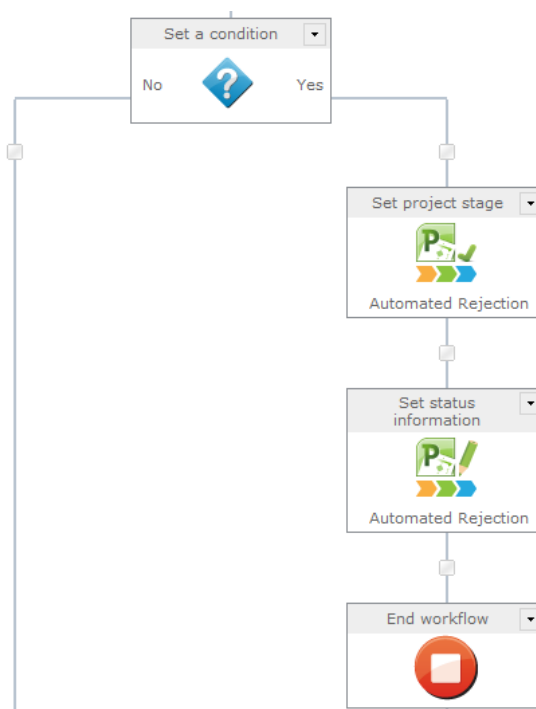 Set a condition
No
Yes
Set project stage
Automated Rejection
Set status
information
Automated Rejection
End workflow